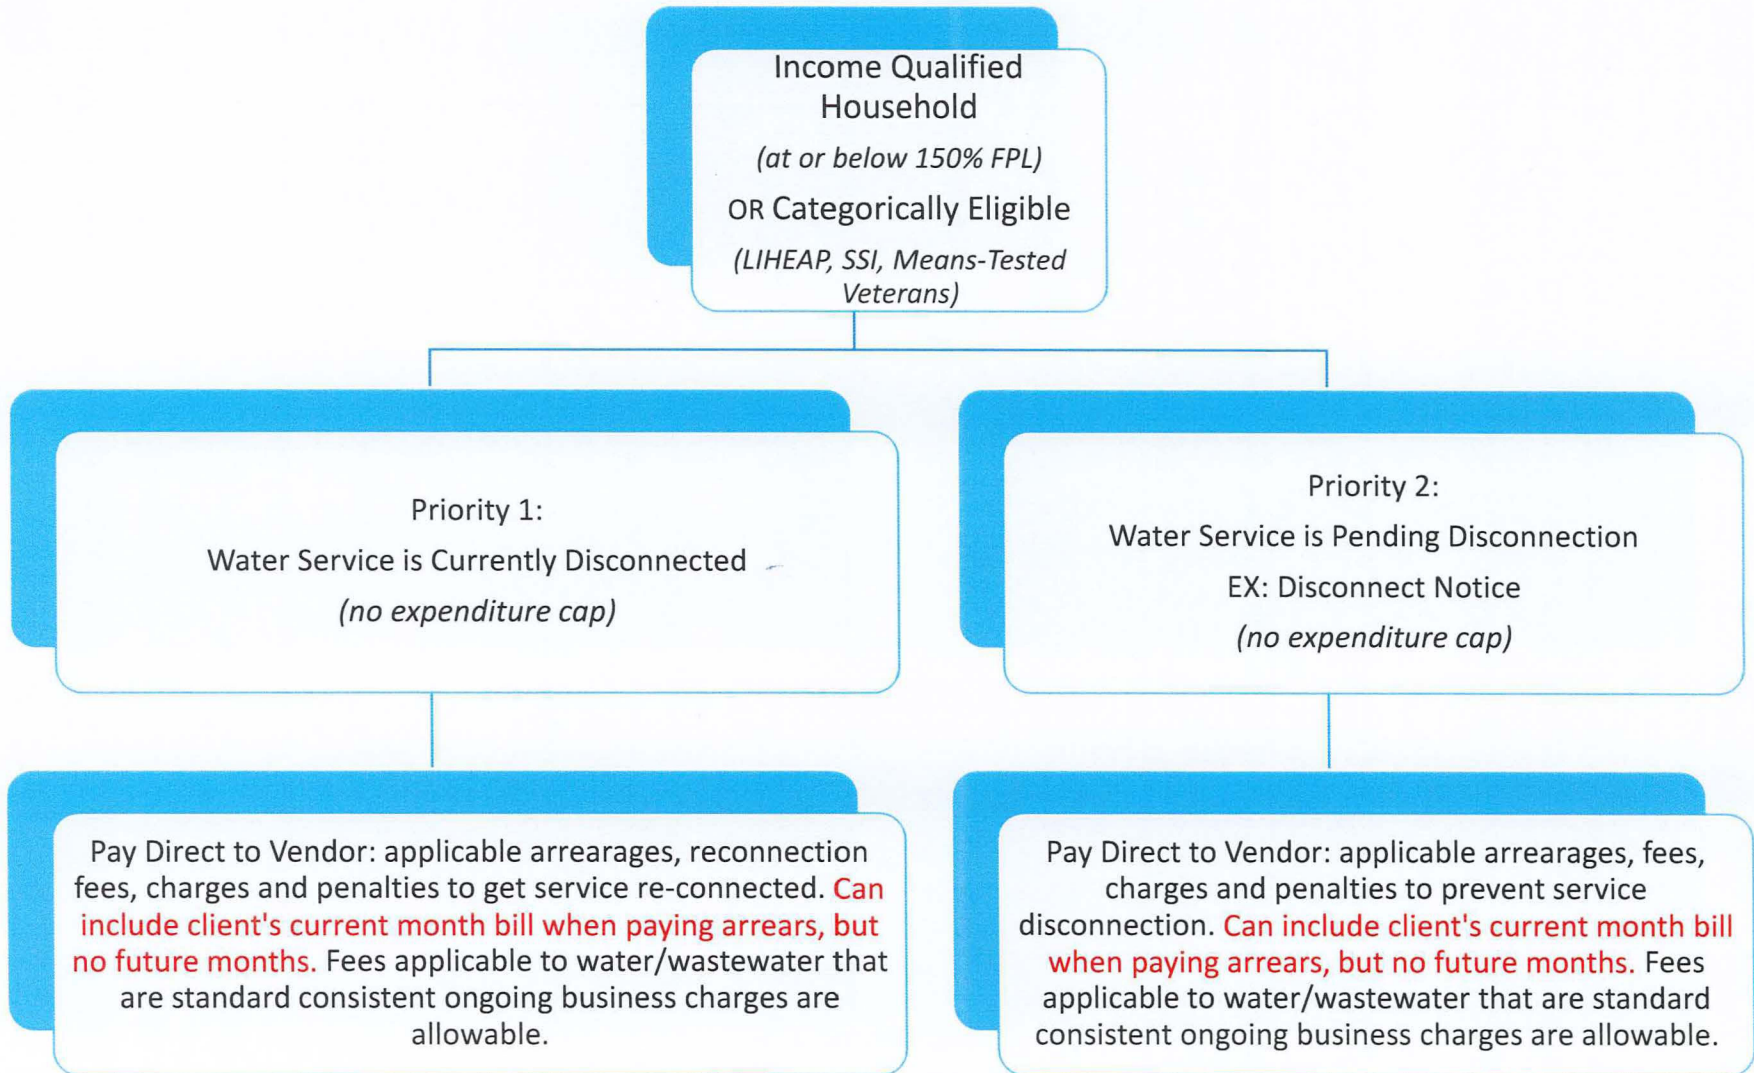 Income Qualified
Household
(at or below 150% FPL)
OR Categorically Eligible
(LIHEAP, SSI, Means-Tested
Veterans)
Priority 1:
Water Service is Currently Disconnected
(no expenditure cap)
Priority 2:
Water Service is Pending Disconnection
EX: Disconnect Notice
(no expenditure cap)
Pay Direct to Vendor: applicable arrearages, reconnection
fees, charges and penalties to get service re-connected. Can
include client's current month bill when paying arrears, but
no future months. Fees applicable to water/wastewater that
are standard consistent ongoing business charges are
allowable.
Pay Direct to Vendor: applicable arrearages, fees,
charges and penalties to prevent service
disconnection. Can include client's current month bill
when paying arrears, but no future months. Fees
applicable to water/wastewater that are standard
consistent ongoing business charges are allowable.